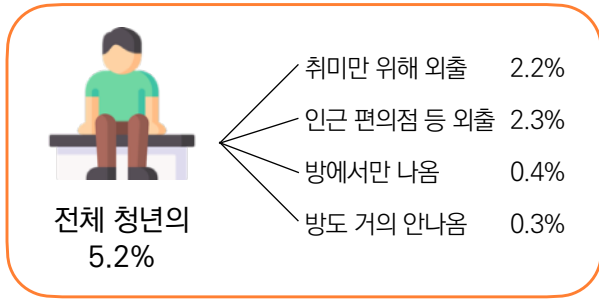 취미만 위해 외출 2.2%
인근 편의점 등 외출 2.3%
방에서만 나옴 0.4%
방도 거의 안나옴 0.3%
전체 청년의
5.2%